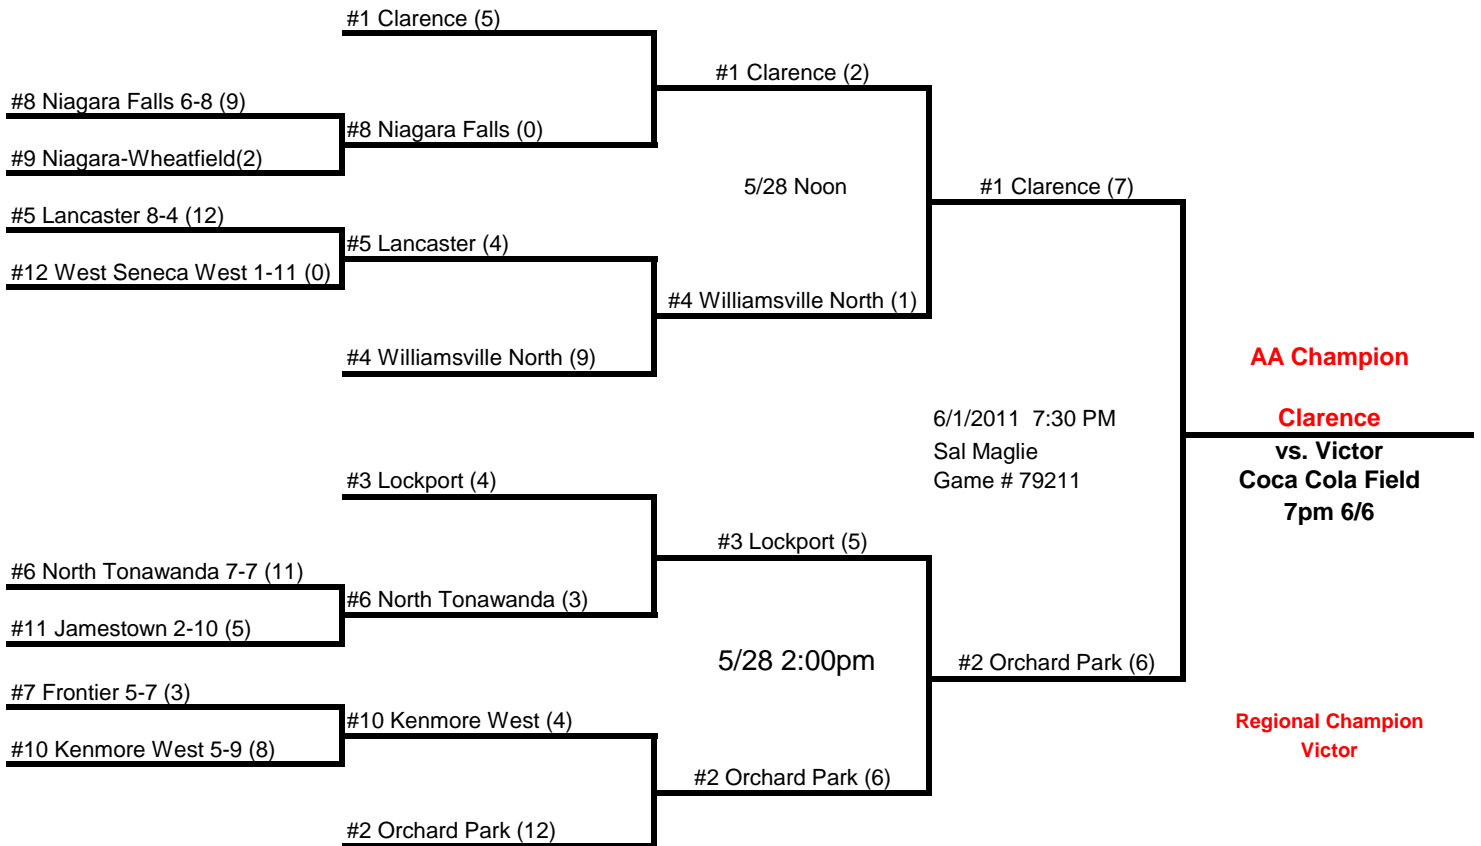 #1 Clarence (5)
#1 Clarence (2)
#8 Niagara Falls 6-8 (9)
#8 Niagara Falls (0)
#9 Niagara-Wheatfield(2)
5/28 Noon
#1 Clarence (7)
#5 Lancaster 8-4 (12)
#5 Lancaster (4)
#12 West Seneca West 1-11 (0)
#4 Williamsville North (1)
#4 Williamsville North (9)
AA Champion
6/1/2011  7:30 PM
Sal Maglie
Game # 79211
Clarence
vs. Victor
Coca Cola Field
7pm 6/6
#3 Lockport (4)
#3 Lockport (5)
#6 North Tonawanda 7-7 (11)
#6 North Tonawanda (3)
#11 Jamestown 2-10 (5)
5/28 2:00pm
#2 Orchard Park (6)
#7 Frontier 5-7 (3)
#10 Kenmore West (4)
#10 Kenmore West 5-9 (8)
Regional Champion
Victor
#2 Orchard Park (6)
#2 Orchard Park (12)